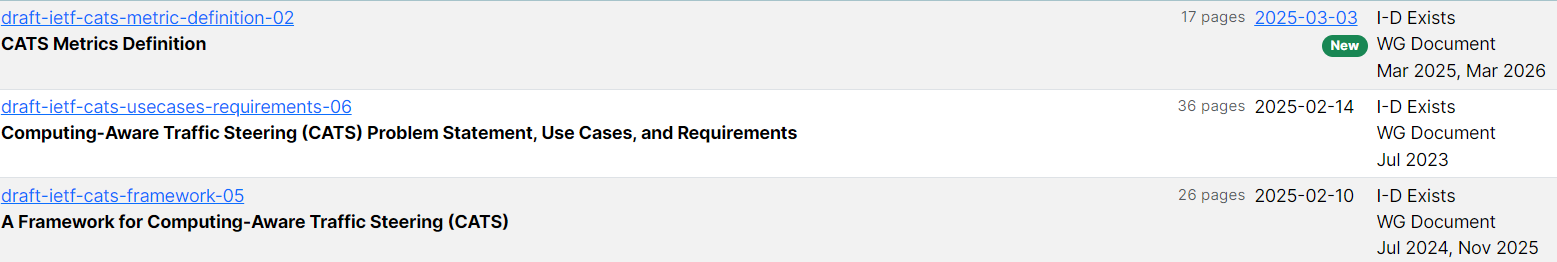 draft-ietf-cats-metric-definition-02 17 pages 2025-03-03 I-D Exists
CATS Metrics Definition New WG Document
Mar 2025, Mar 2026
draft-ietf-cats-usecases-requirements-06 36 pages 2025-02-14 I-D Exists
Computing-Aware Traffic Steering (CATS) Problem Statement, Use Cases, and Requirements WG Document
Jul 2023
draft-ietf-cats-framework-05 26 pages 2025-02-10 I-D Exists
A Framework for Computing-Aware Traffic Steering (CATS) WG Document
Jul 2024, Nov 2025